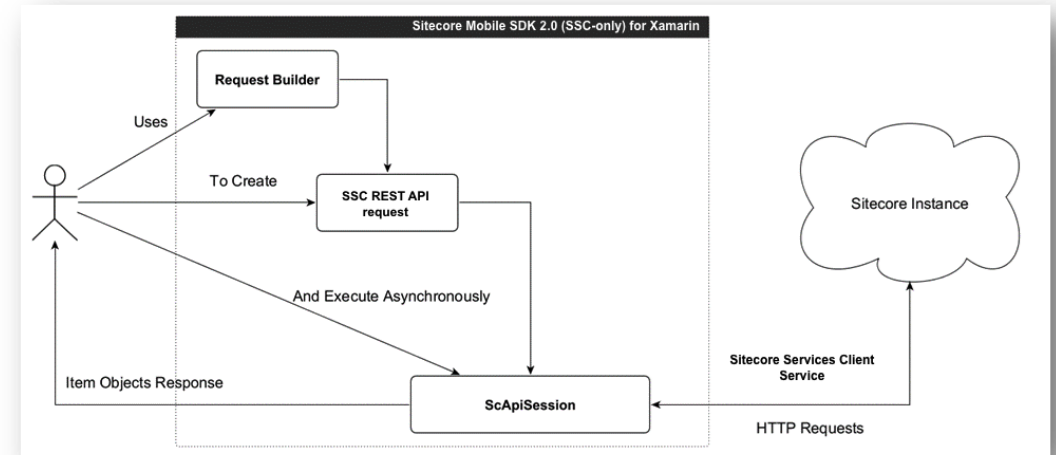 Sitecore Mobile SDK 2.0 (SSC-only) for Xamarin
Request Builder
Uses
To Create
SSC REST API
request
Sitecore Instance
And Execute Asynchronously
Sitecore Services Client
Service
Item Objects Response
ScApiSession
HTTP Requests